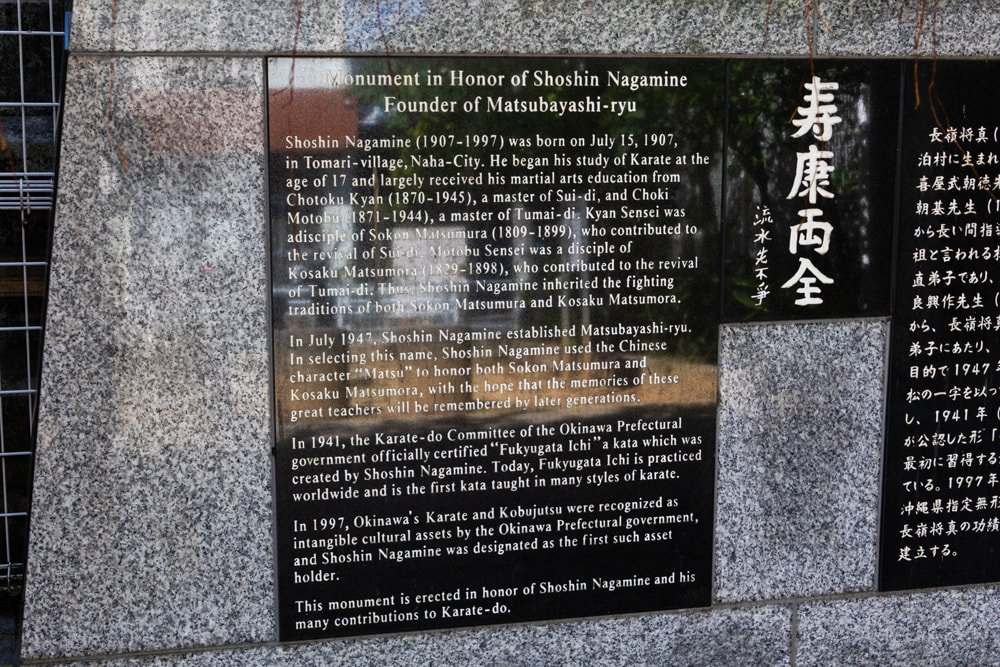 Monument in Honor of Shoshin Nagamine
Founder of Matsubayashi-ryu
Shoshin Nagamine (1907-1997) was born on July 15, 1907,
in Tomari-village, Naha-City. He began his study of Karate at the
age of 17 and largely received his martial arts education from
Chotoku Kyan (1870-1945), a master of Sui-di, and Choki
Motobu (1871-1944), a master of Tumai-di. Kyan Sensei was
adisciple of Sokon Matsumura (1809-1899), who contributed to
the revival of Sui-di. Motobu Sensei was a disciple of
Kosaku Matsumora (1829-1898), who contributed to the revival
of Tumai-di. Thus, Shoshin Nagamine inherited the fighting
traditions of both Sokon Matsumura and Kosaku Matsumora.
In July 1947, Shoshin Nagamine established Matsubayashi-ryu.
In selecting this name, Shoshin Nagamine used the Chinese
character "Matsu" to honor both Sokon Matsumura and
Kosaku Matsumora, with the hope that the memories of these
great teachers will be remembered by later generations.
In 1941, the Karate-do Committee of the Okinawa Prefectural
government officially certified "Fukyugata Ichi" a kata which was
created by Shoshin Nagamine. Today, Fukyugata Ichi is practiced
worldwide and is the first kata taught in many styles of karate.
In 1997, Okinawa's Karate and Kobujutsu were recognized as
intangible cultural assets by the Okinawa Prefectural government,
and Shoshin Nagamine was designated as the first such asset
holder.
This monument is erected in honor of Shoshin Nagamine and his
many contributions to Karate-do.
寿康両全
流水先不爭
長嶺将真（
泊村に生まれ
喜屋武朝徳先
朝基先生（1
から長い間指導
祖と言われる松
直弟子であり、
良興作先生（
から、長嶺将真
弟子にあたり、
目的で1947年
松の一字を以っ
し、1941年（
が公認した形「
最初に習得する
ている。1997年
沖縄県指定無形
長嶺将真の功績
建立する。